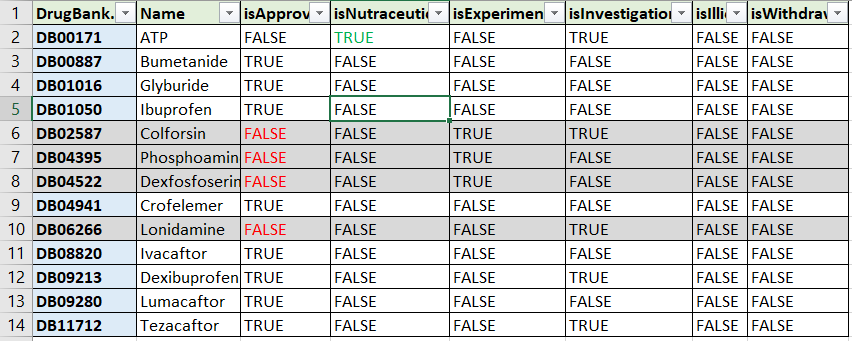 1 DrugBank. Name isApprov isNutraceutic isExperimen isInvestigation isIllic isWithdraw
2 DB00171 ATP FALSE TRUE FALSE TRUE FALSE FALSE
3 DB00887 Bumetanide TRUE FALSE FALSE FALSE FALSE FALSE
4 DB01016 Glyburide TRUE FALSE FALSE FALSE FALSE FALSE
5 DB01050 Ibuprofen TRUE FALSE FALSE FALSE FALSE FALSE
6 DB02587 Colforsin FALSE FALSE TRUE TRUE FALSE FALSE
7 DB04395 Phosphoamin FALSE FALSE TRUE FALSE FALSE FALSE
8 DB04522 Dexfosfoserin FALSE FALSE TRUE FALSE FALSE FALSE
9 DB04941 Crofelemer TRUE FALSE FALSE FALSE FALSE FALSE
10 DB06266 Lonidamine FALSE FALSE FALSE TRUE FALSE FALSE
11 DB08820 Ivacaftor TRUE FALSE FALSE FALSE FALSE FALSE
12 DB09213 Dexibuprofen TRUE FALSE FALSE TRUE FALSE FALSE
13 DB09280 Lumacaftor TRUE FALSE FALSE FALSE FALSE FALSE
14 DB11712 Tezacaftor TRUE FALSE FALSE TRUE FALSE FALSE